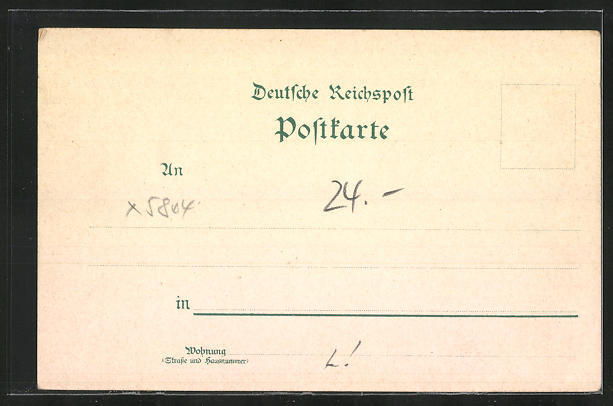 Deutſche Reichspoſt
Poſtkarte
An
24.-
x 5804
in
Wohnung
(Straße und Hausnummer)
L!